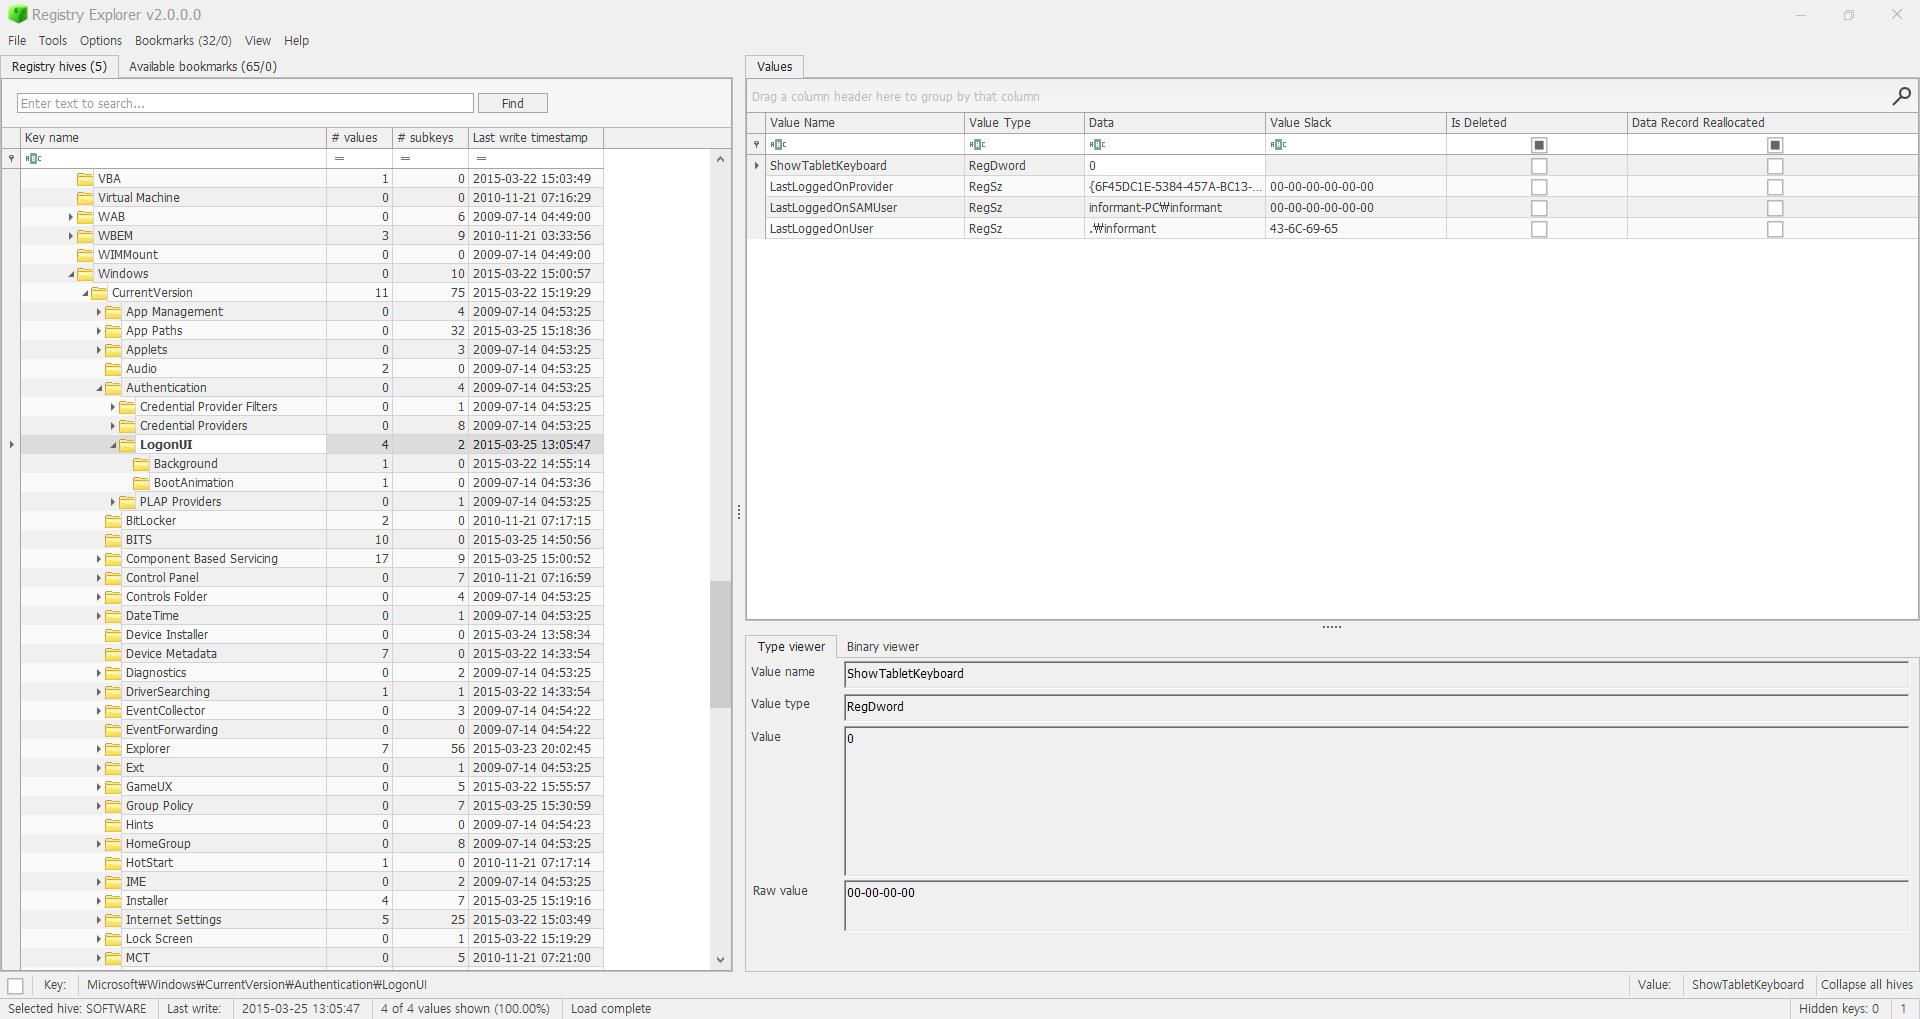 Registry Explorer v2.0.0.0
File Tools Options Bookmarks (32/0) View Help
Registry hives (5) Available bookmarks (65/0)
Enter text to search... Find
Key name # values # subkeys Last write timestamp
= = =
VBA 1 0 2015-03-22 15:03:49
Virtual Machine 0 0 2010-11-21 07:16:29
WAB 0 6 2009-07-14 04:49:00
WBEM 3 9 2010-11-21 03:33:56
WIMMount 0 0 2009-07-14 04:49:00
Windows 0 10 2015-03-22 15:00:57
CurrentVersion 11 75 2015-03-22 15:19:29
App Management 0 4 2009-07-14 04:53:25
App Paths 0 32 2015-03-25 15:18:36
Applets 0 3 2009-07-14 04:53:25
Audio 2 0 2009-07-14 04:53:25
Authentication 0 4 2009-07-14 04:53:25
Credential Provider Filters 0 1 2009-07-14 04:53:25
Credential Providers 0 8 2009-07-14 04:53:25
LogonUI 4 2 2015-03-25 13:05:47
Background 1 0 2015-03-22 14:55:14
BootAnimation 1 0 2009-07-14 04:53:36
PLAP Providers 0 1 2009-07-14 04:53:25
BitLocker 2 0 2010-11-21 07:17:15
BITS 10 0 2015-03-25 14:50:56
Component Based Servicing 17 9 2015-03-25 15:00:52
Control Panel 0 7 2010-11-21 07:16:59
Controls Folder 0 4 2009-07-14 04:53:25
DateTime 0 1 2009-07-14 04:53:25
Device Installer 0 0 2015-03-24 13:58:34
Device Metadata 7 0 2015-03-22 14:33:54
Diagnostics 0 2 2009-07-14 04:53:25
DriverSearching 1 1 2015-03-22 14:33:54
EventCollector 0 3 2009-07-14 04:54:22
EventForwarding 0 0 2009-07-14 04:54:22
Explorer 7 56 2015-03-23 20:02:45
Ext 0 1 2009-07-14 04:53:25
GameUX 0 5 2015-03-22 15:55:57
Group Policy 0 7 2015-03-25 15:30:59
Hints 0 0 2009-07-14 04:54:23
HomeGroup 0 8 2009-07-14 04:53:25
HotStart 1 0 2010-11-21 07:17:14
IME 0 2 2009-07-14 04:53:25
Installer 4 7 2015-03-25 15:19:16
Internet Settings 5 25 2015-03-22 15:03:49
Lock Screen 0 1 2015-03-22 15:19:29
MCT 0 5 2010-11-21 07:21:00
Values
Drag a column header here to group by that column
Value Name Value Type Data Value Slack Is Deleted Data Record Reallocated
ShowTabletKeyboard RegDword 0
LastLoggedOnProvider RegSz {6F45DC1E-5384-457A-BC13-... 00-00-00-00-00-00
LastLoggedOnSAMUser RegSz informant-PC₩informant 00-00-00-00-00-00
LastLoggedOnUser RegSz .₩informant 43-6C-69-65
Type viewer Binary viewer
Value name ShowTabletKeyboard
Value type RegDword
Value 0
Raw value 00-00-00-00
Key: Microsoft₩Windows₩CurrentVersion₩Authentication₩LogonUI Value: ShowTabletKeyboard Collapse all hives
Selected hive: SOFTWARE Last write: 2015-03-25 13:05:47 4 of 4 values shown (100.00%) Load complete Hidden keys: 0 1